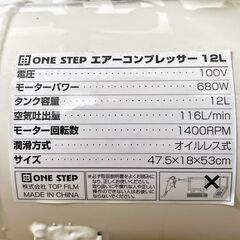 ONE STEP エアーコンプレッサー 12L
電圧 : 100V
モーターパワー : 680W
タンク容量 : 12L
空気吐出量 : 116L/min
モーター回転数 : 1400RPM
潤滑方式 : オイルレス式
サイズ : 47.5×18×53cm
ONE STEP
株式会社 TOP FILM
MADE IN CHINA